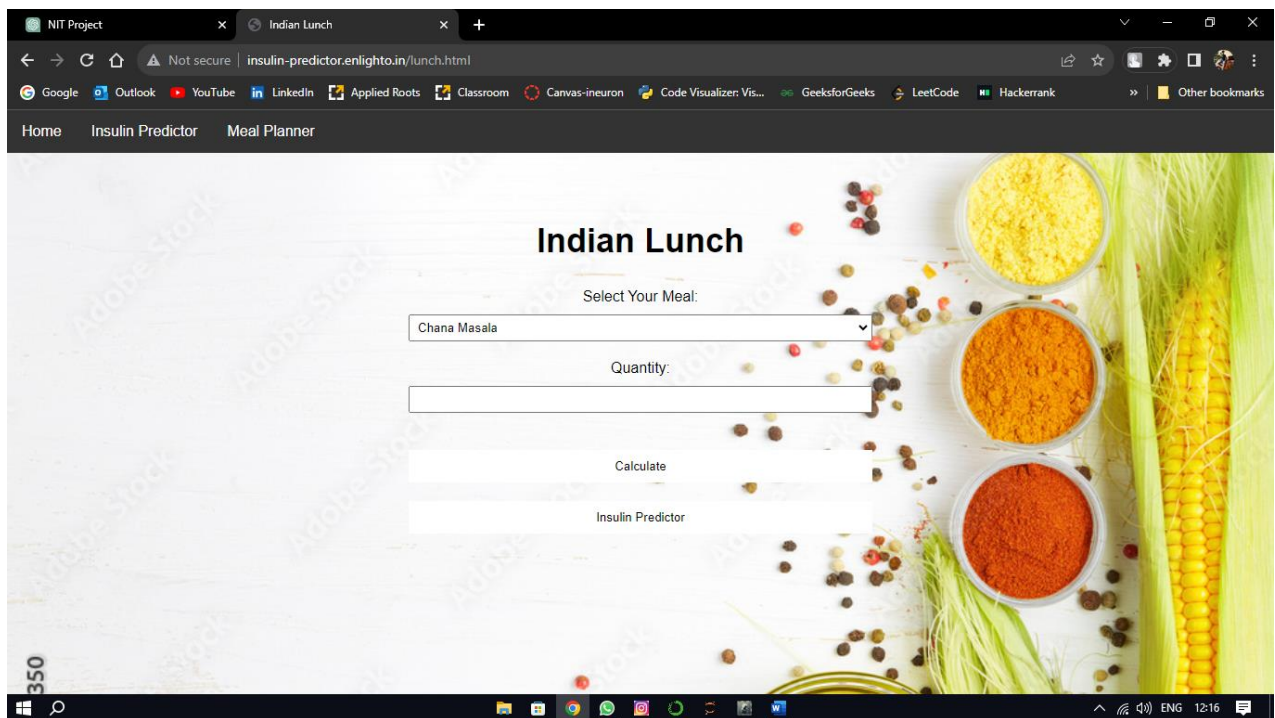 NIT Project
Indian Lunch
Not secure | insulin-predictor.enlighto.in/lunch.html
Google Outlook YouTube LinkedIn Applied Roots Classroom Canvas-ineuron Code Visualizer: Vis... GeeksforGeeks LeetCode Hackerrank » Other bookmarks
Home Insulin Predictor Meal Planner
Indian Lunch
Select Your Meal:
Chana Masala
Quantity:
Calculate
Insulin Predictor
Adobe Stock
350
ENG 12:16